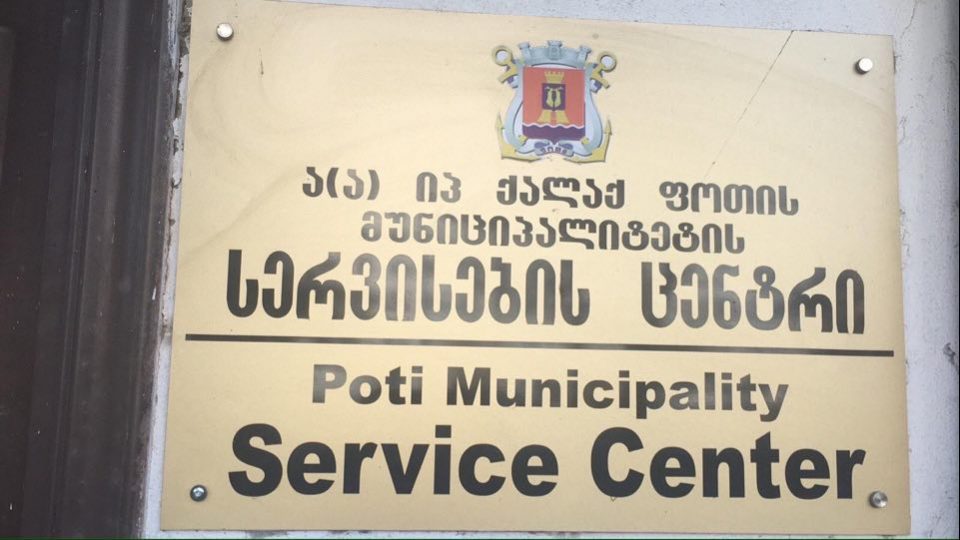 ა(ა) იპ ქალაქ ფოთის
მუნიციპალიტეტის
სერვისების ცენტრი
Poti Municipality
Service Center